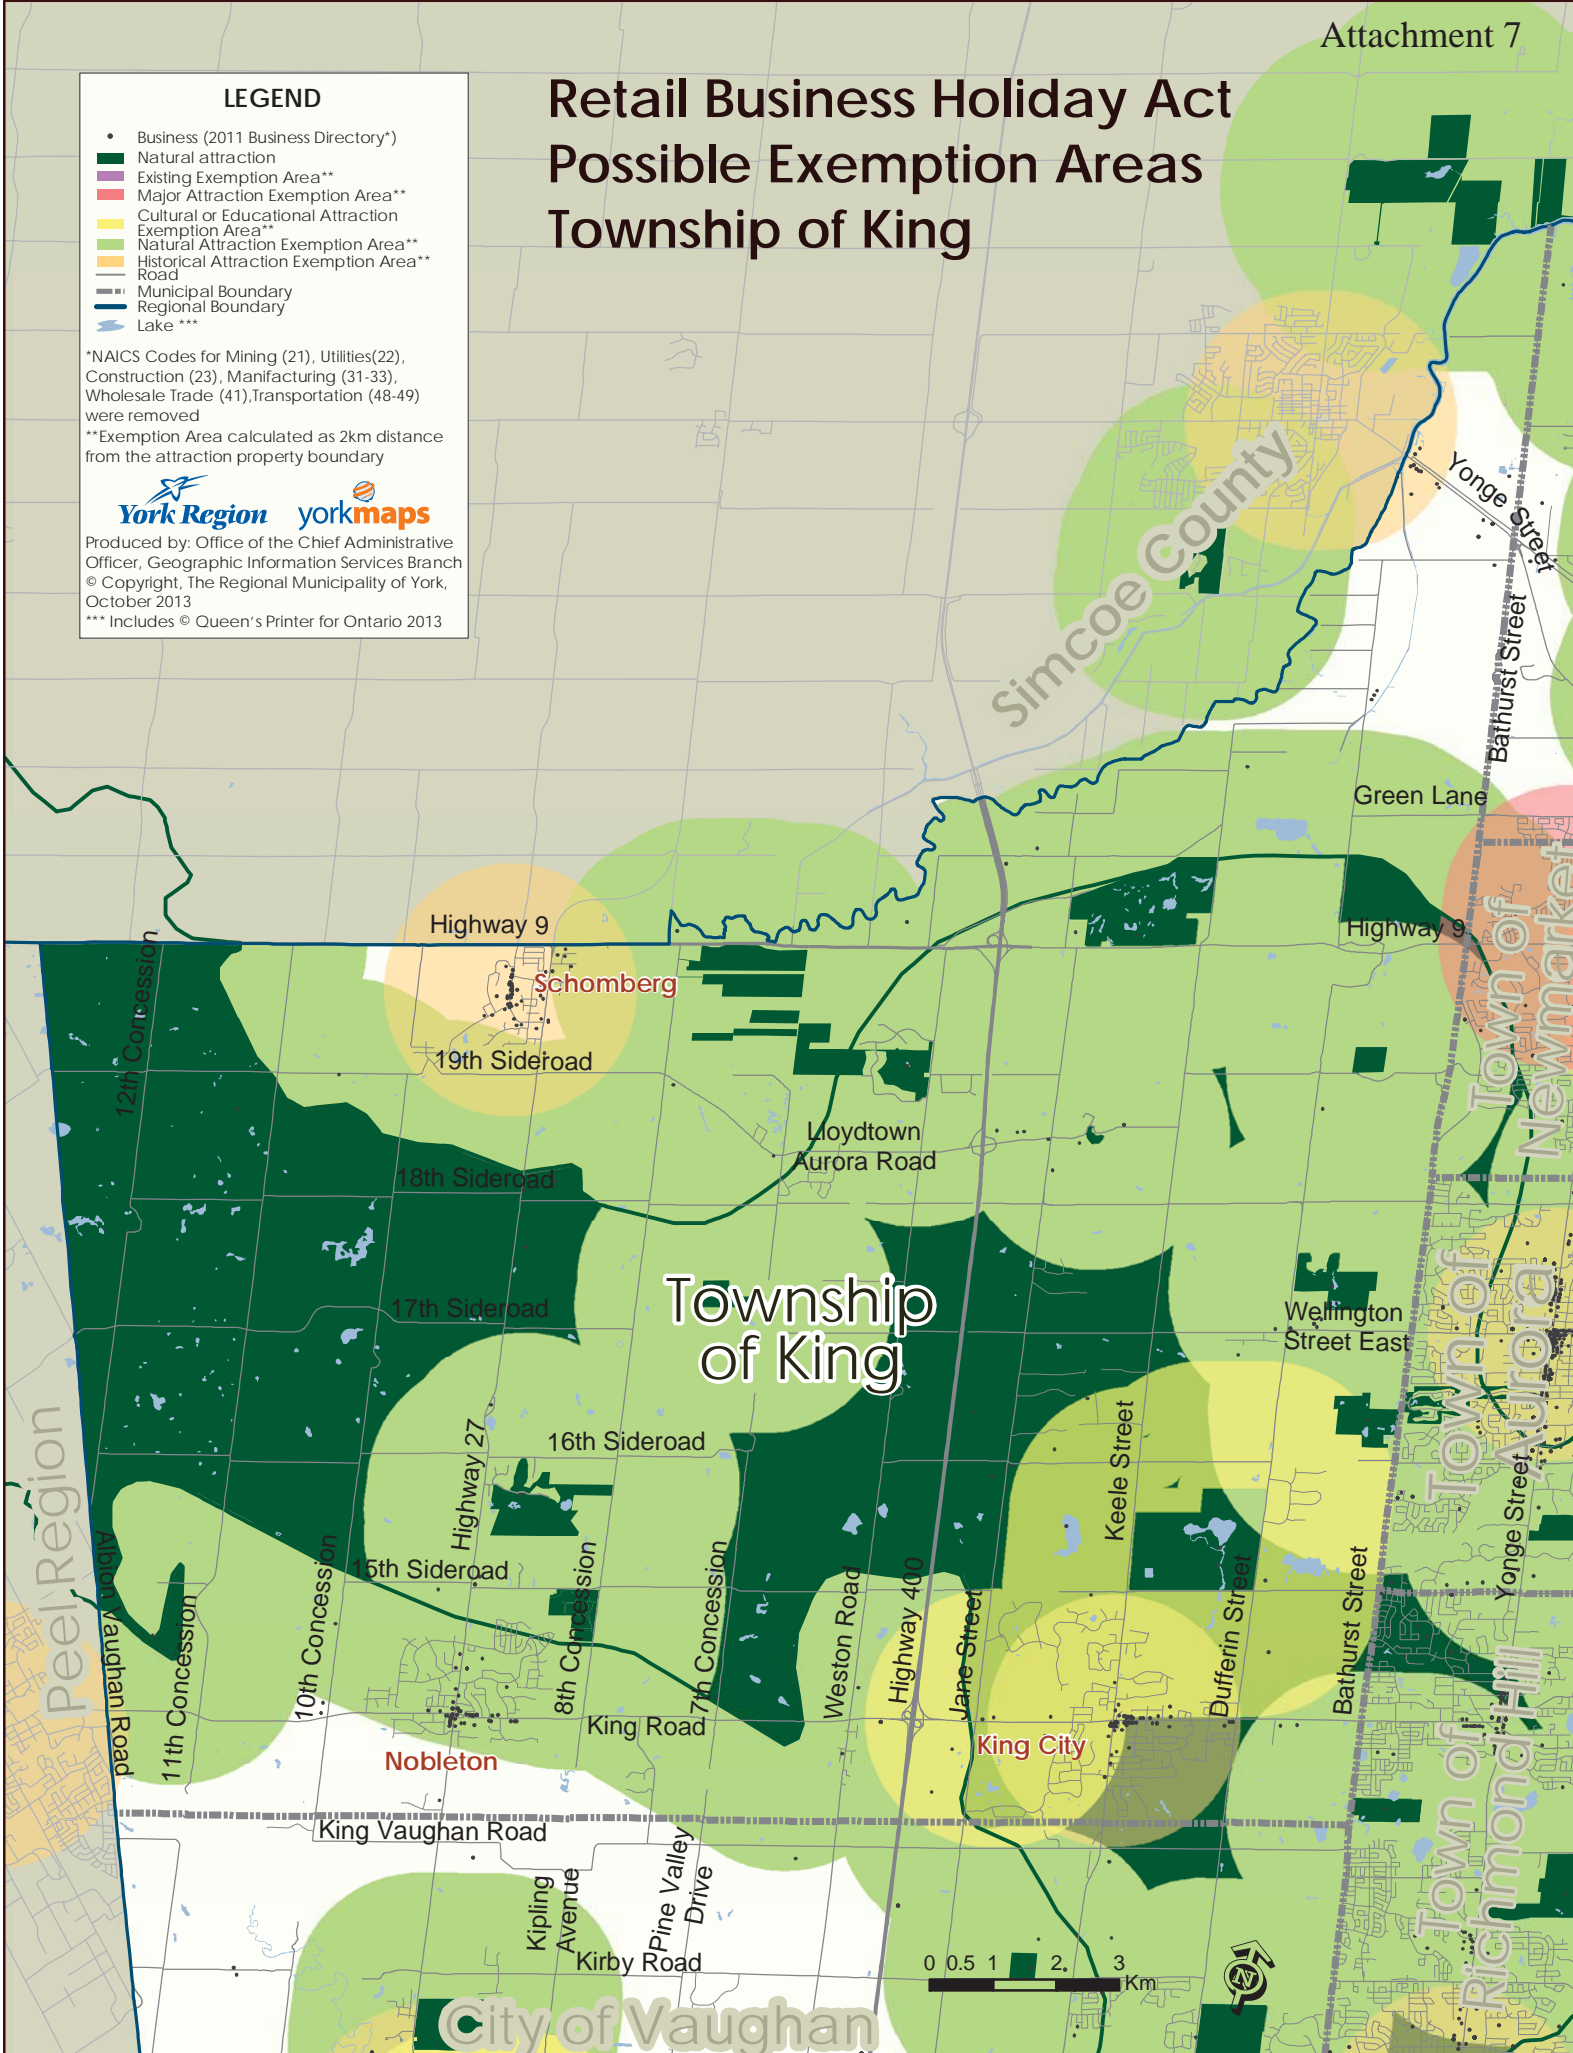 Attachment 7
Retail Business Holiday Act
Possible Exemption Areas
Township of King
LEGEND
Business (2011 Business Directory*)
Natural attraction
Existing Exemption Area**
Major Attraction Exemption Area**
Cultural or Educational Attraction
Exemption Area**
Natural Attraction Exemption Area**
Historical Attraction Exemption Area**
Road
Municipal Boundary
Regional Boundary
Lake ***
*NAICS Codes for Mining (21), Utilities(22),
Construction (23), Manifacturing (31-33),
Wholesale Trade (41),Transportation (48-49)
were removed
**Exemption Area calculated as 2km distance
from the attraction property boundary
York Region yorkmaps
Produced by: Office of the Chief Administrative
Officer, Geographic Information Services Branch
© Copyright, The Regional Municipality of York,
October 2013
*** Includes © Queen's Printer for Ontario 2013
Simcoe County
Yonge Street
Bathurst Street
Green Lane
Highway 9
Highway 9
Schomberg
12th Concession
19th Sideroad
Town of
Newmarket
Lloydtown
Aurora Road
18th Sideroad
Township
of King
17th Sideroad
Wellington
Street East
Town of
Aurora
16th Sideroad
Highway 27
Keele Street
Peel Region
Yonge Street
15th Sideroad
Albion Vaughan Road
11th Concession
10th Concession
8th Concession
7th Concession
Weston Road
Highway 400
Jane Street
Dufferin Street
Bathurst Street
King Road
King City
Nobleton
Town of
Richmond Hill
King Vaughan Road
Kipling
Avenue
Pine Valley
Drive
Kirby Road
0 0.5 1 2 3
Km
N
City of Vaughan